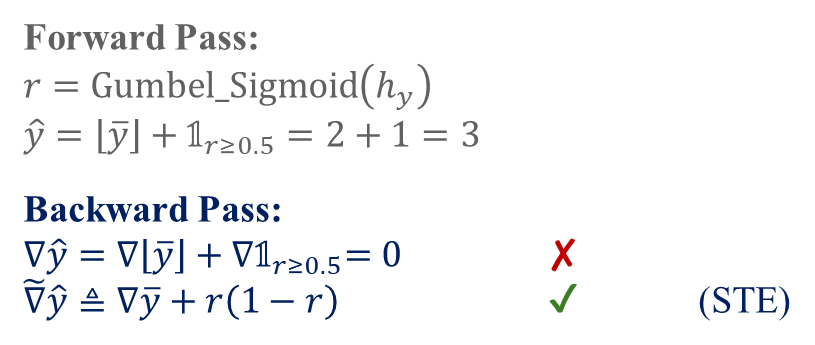 Forward Pass:
r = Gumbel_Sigmoid(h_y)
ŷ = ⌊ȳ⌋ + 𝟙_{r≥0.5} = 2 + 1 = 3
Backward Pass:
∇ŷ = ∇⌊ȳ⌋ + ∇𝟙_{r≥0.5} = 0 ✗
∇̃ŷ ≜ ∇ȳ + r(1 − r) ✓ (STE)